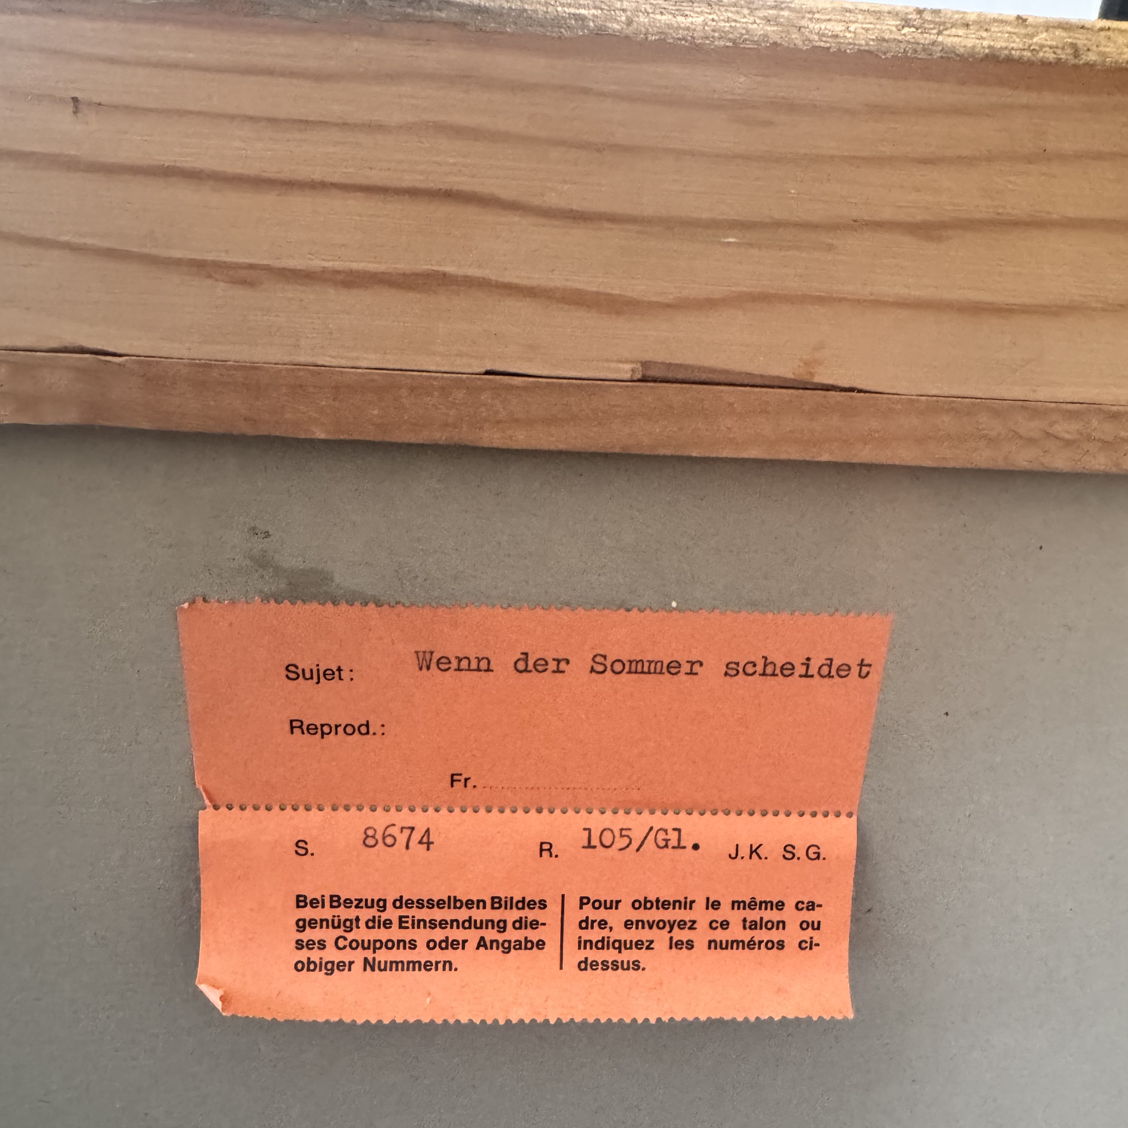 Sujet: Wenn der Sommer scheidet
Reprod.:
Fr.
S. 8674 R. 105/Gl. J.K. S.G.
Bei Bezug desselben Bildes
genügt die Einsendung die-
ses Coupons oder Angabe
obiger Nummern.
Pour obtenir le même ca-
dre, envoyez ce talon ou
indiquez les numéros ci-
dessus.